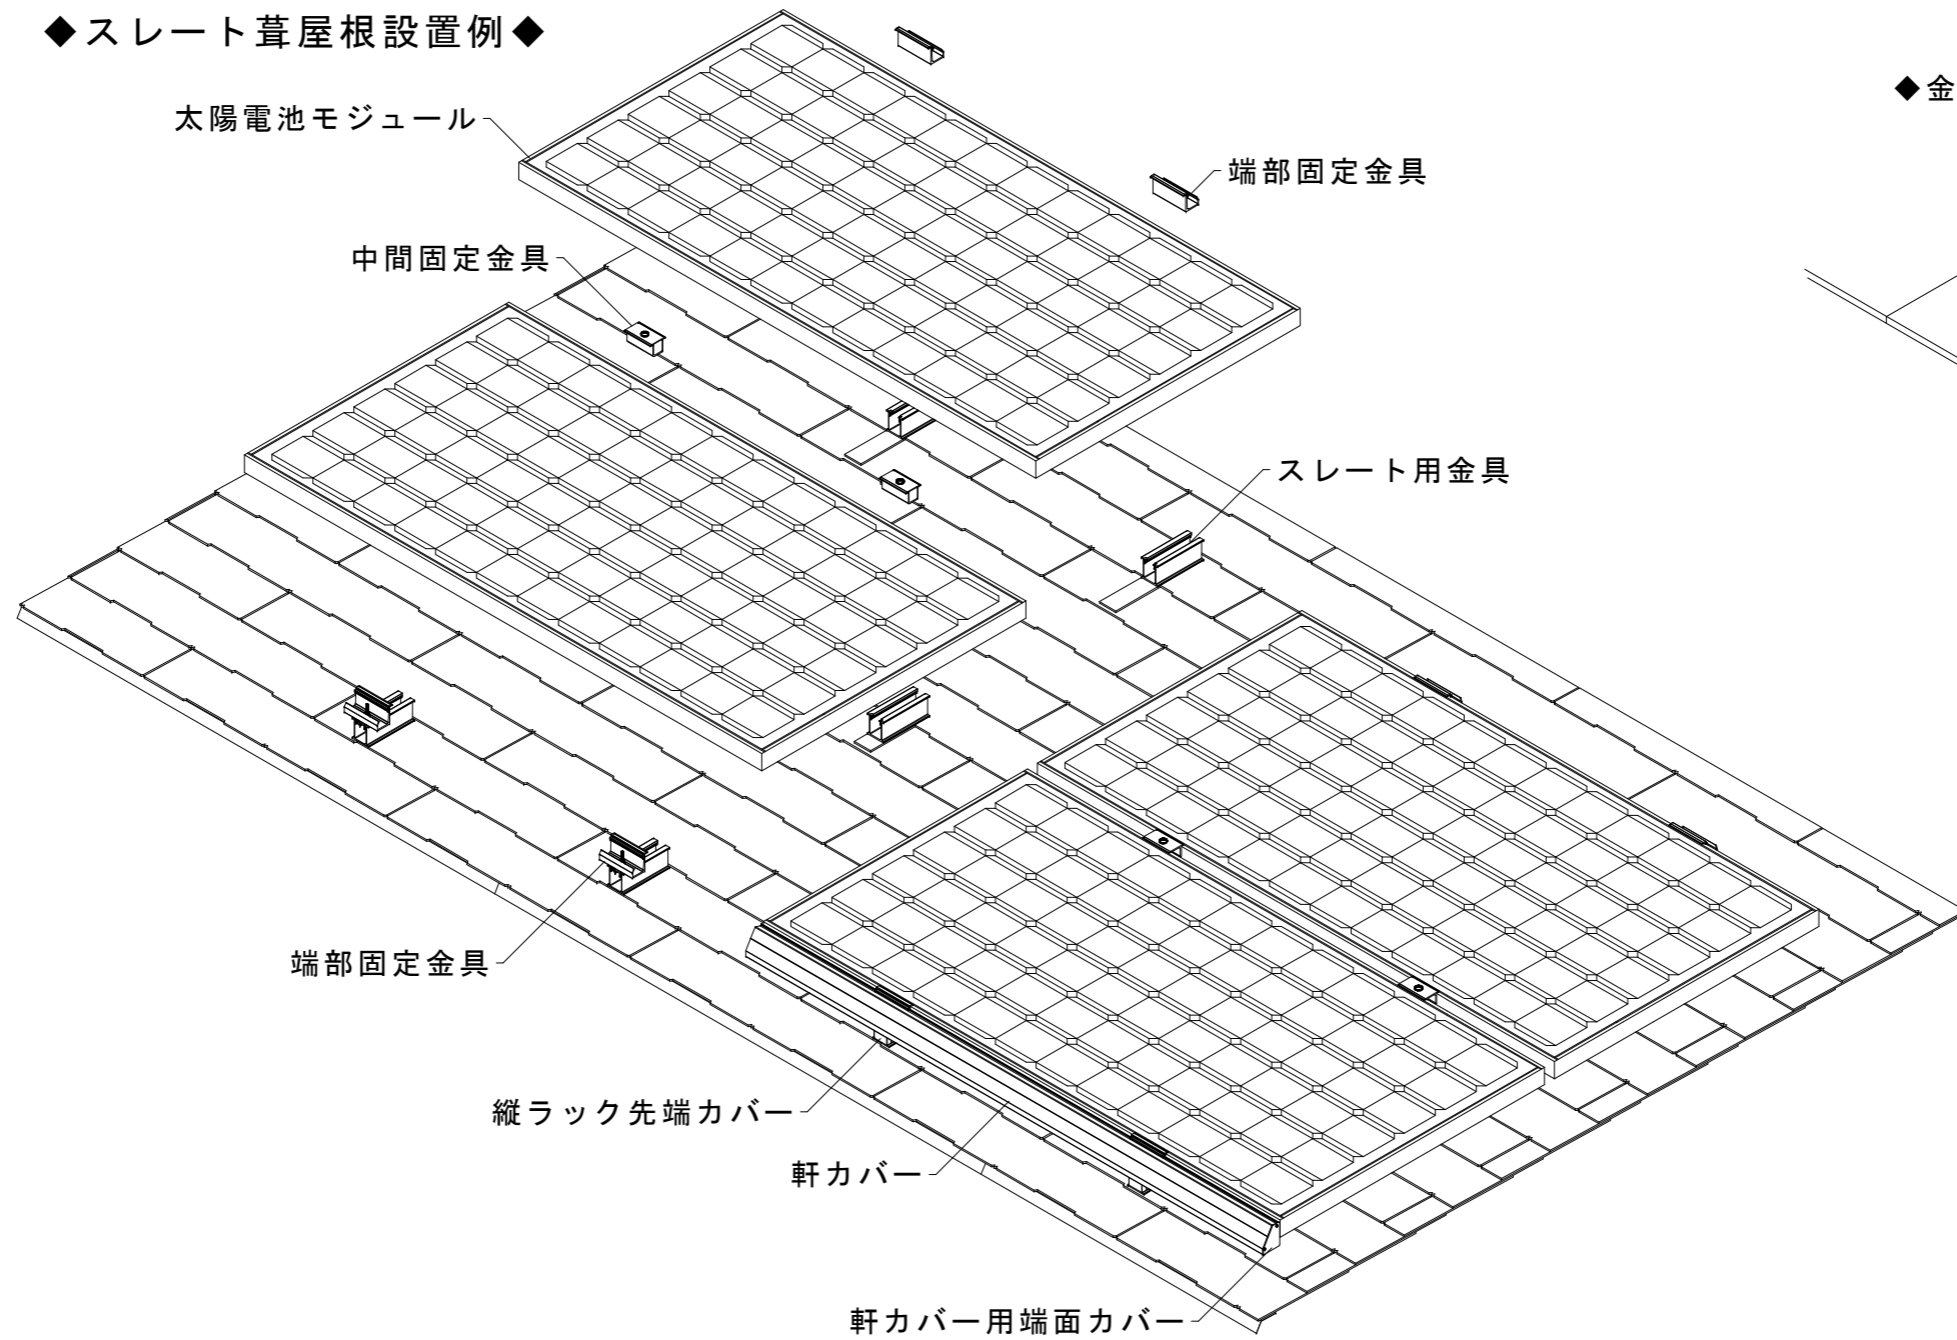 ◆スレート葺屋根設置例◆
◆金
太陽電池モジュール
端部固定金具
中間固定金具
スレート用金具
端部固定金具
縦ラック先端カバー
軒カバー
軒カバー用端面カバー